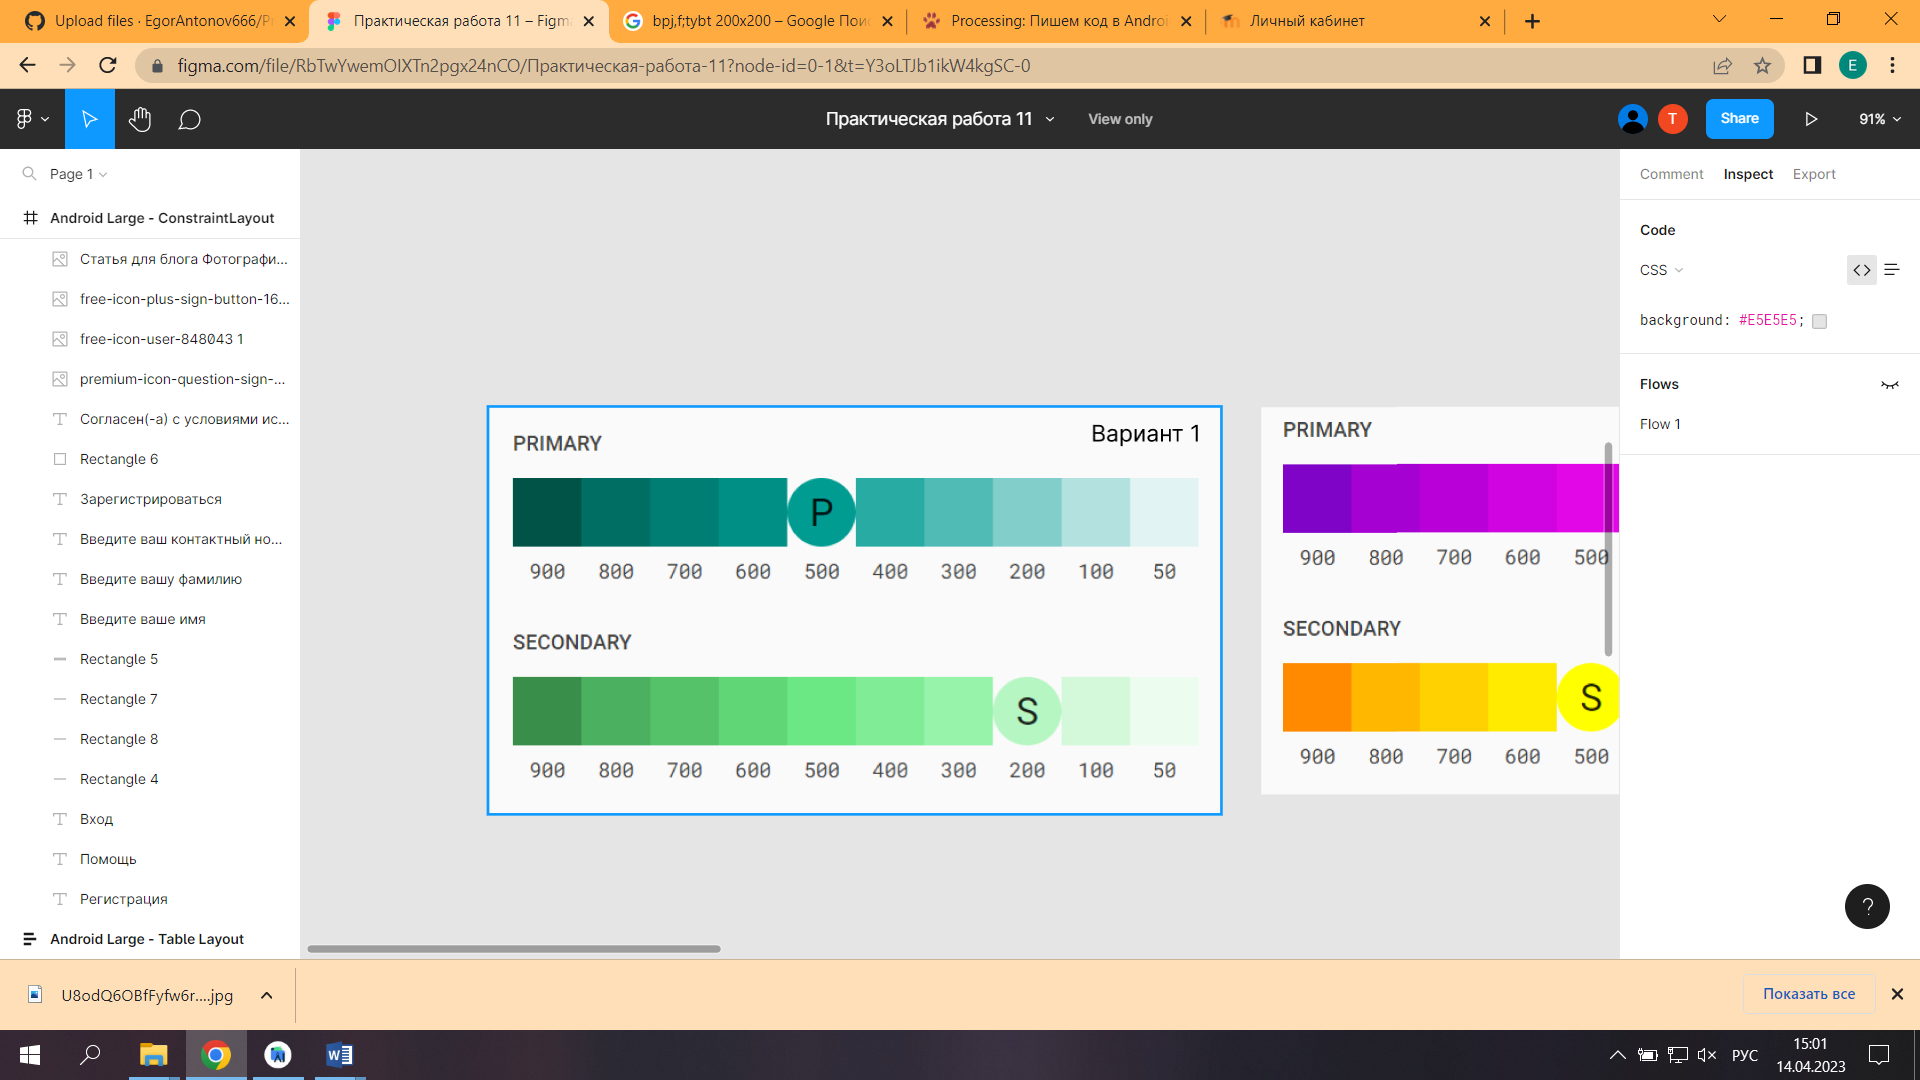 Upload files · EgorAntonov666/Pr
Практическая работа 11 – Figma
bpj,f;tybt 200x200 – Google Поис
Processing: Пишем код в Androi
Личный кабинет
figma.com/file/RbTwYwemOIXTn2pgx24nCO/Практическая-работа-11?node-id=0-1&t=Y3oLTJb1ikW4kgSC-0
E
Практическая работа 11
View only
T
Share
91%
Page 1
Comment
Inspect
Export
Android Large - ConstraintLayout
Статья для блога Фотографи...
free-icon-plus-sign-button-16...
free-icon-user-848043 1
premium-icon-question-sign-...
Согласен(-а) с условиями ис...
Rectangle 6
Зарегистрироваться
Введите ваш контактный но...
Введите вашу фамилию
Введите ваше имя
Rectangle 5
Rectangle 7
Rectangle 8
Rectangle 4
Вход
Помощь
Регистрация
Android Large - Table Layout
PRIMARY
Вариант 1
P
900 800 700 600 500 400 300 200 100 50
SECONDARY
S
900 800 700 600 500 400 300 200 100 50
PRIMARY
900 800 700 600 500
SECONDARY
S
900 800 700 600 500
Code
CSS
background: #E5E5E5;
Flows
Flow 1
?
U8odQ6OBfFyfw6r....jpg
Показать все
РУС
15:01
14.04.2023